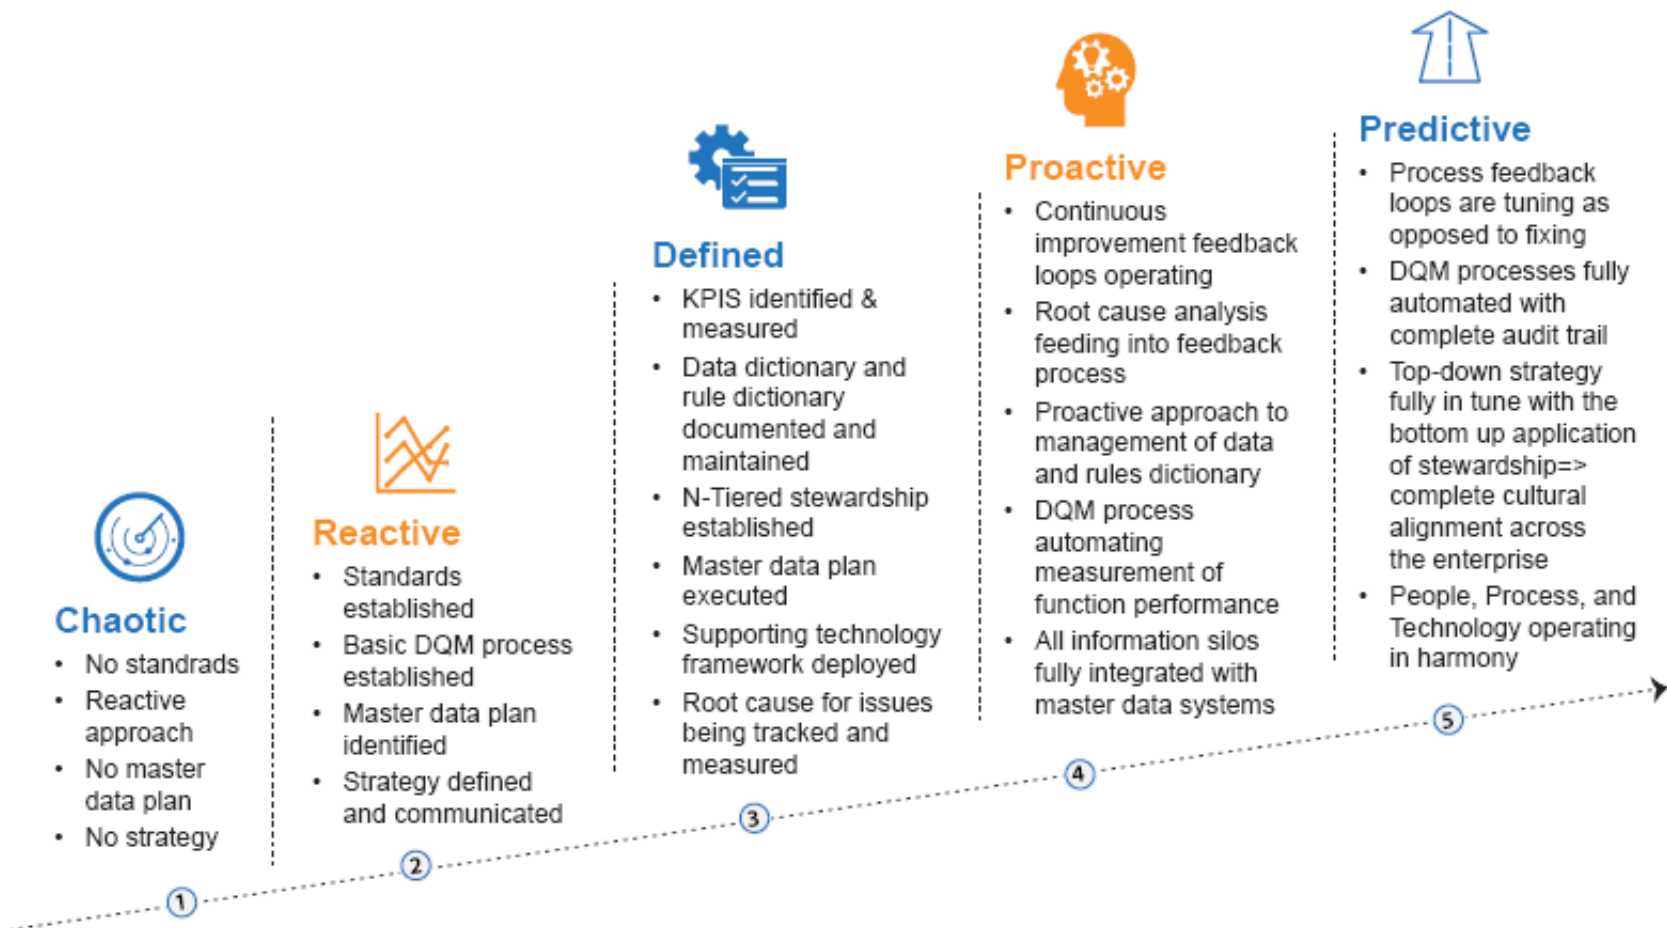 Chaotic
• No standrads
• Reactive
approach
• No master
data plan
• No strategy
Reactive
• Standards
established
• Basic DQM process
established
• Master data plan
identified
• Strategy defined
and communicated
Defined
• KPIS identified &
measured
• Data dictionary and
rule dictionary
documented and
maintained
• N-Tiered stewardship
established
• Master data plan
executed
• Supporting technology
framework deployed
• Root cause for issues
being tracked and
measured
Proactive
• Continuous
improvement feedback
loops operating
• Root cause analysis
feeding into feedback
process
• Proactive approach to
management of data
and rules dictionary
• DQM process
automating
measurement of
function performance
• All information silos
fully integrated with
master data systems
Predictive
• Process feedback
loops are tuning as
opposed to fixing
• DQM processes fully
automated with
complete audit trail
• Top-down strategy
fully in tune with the
bottom up application
of stewardship=>
complete cultural
alignment across
the enterprise
• People, Process, and
Technology operating
in harmony
1
2
3
4
5